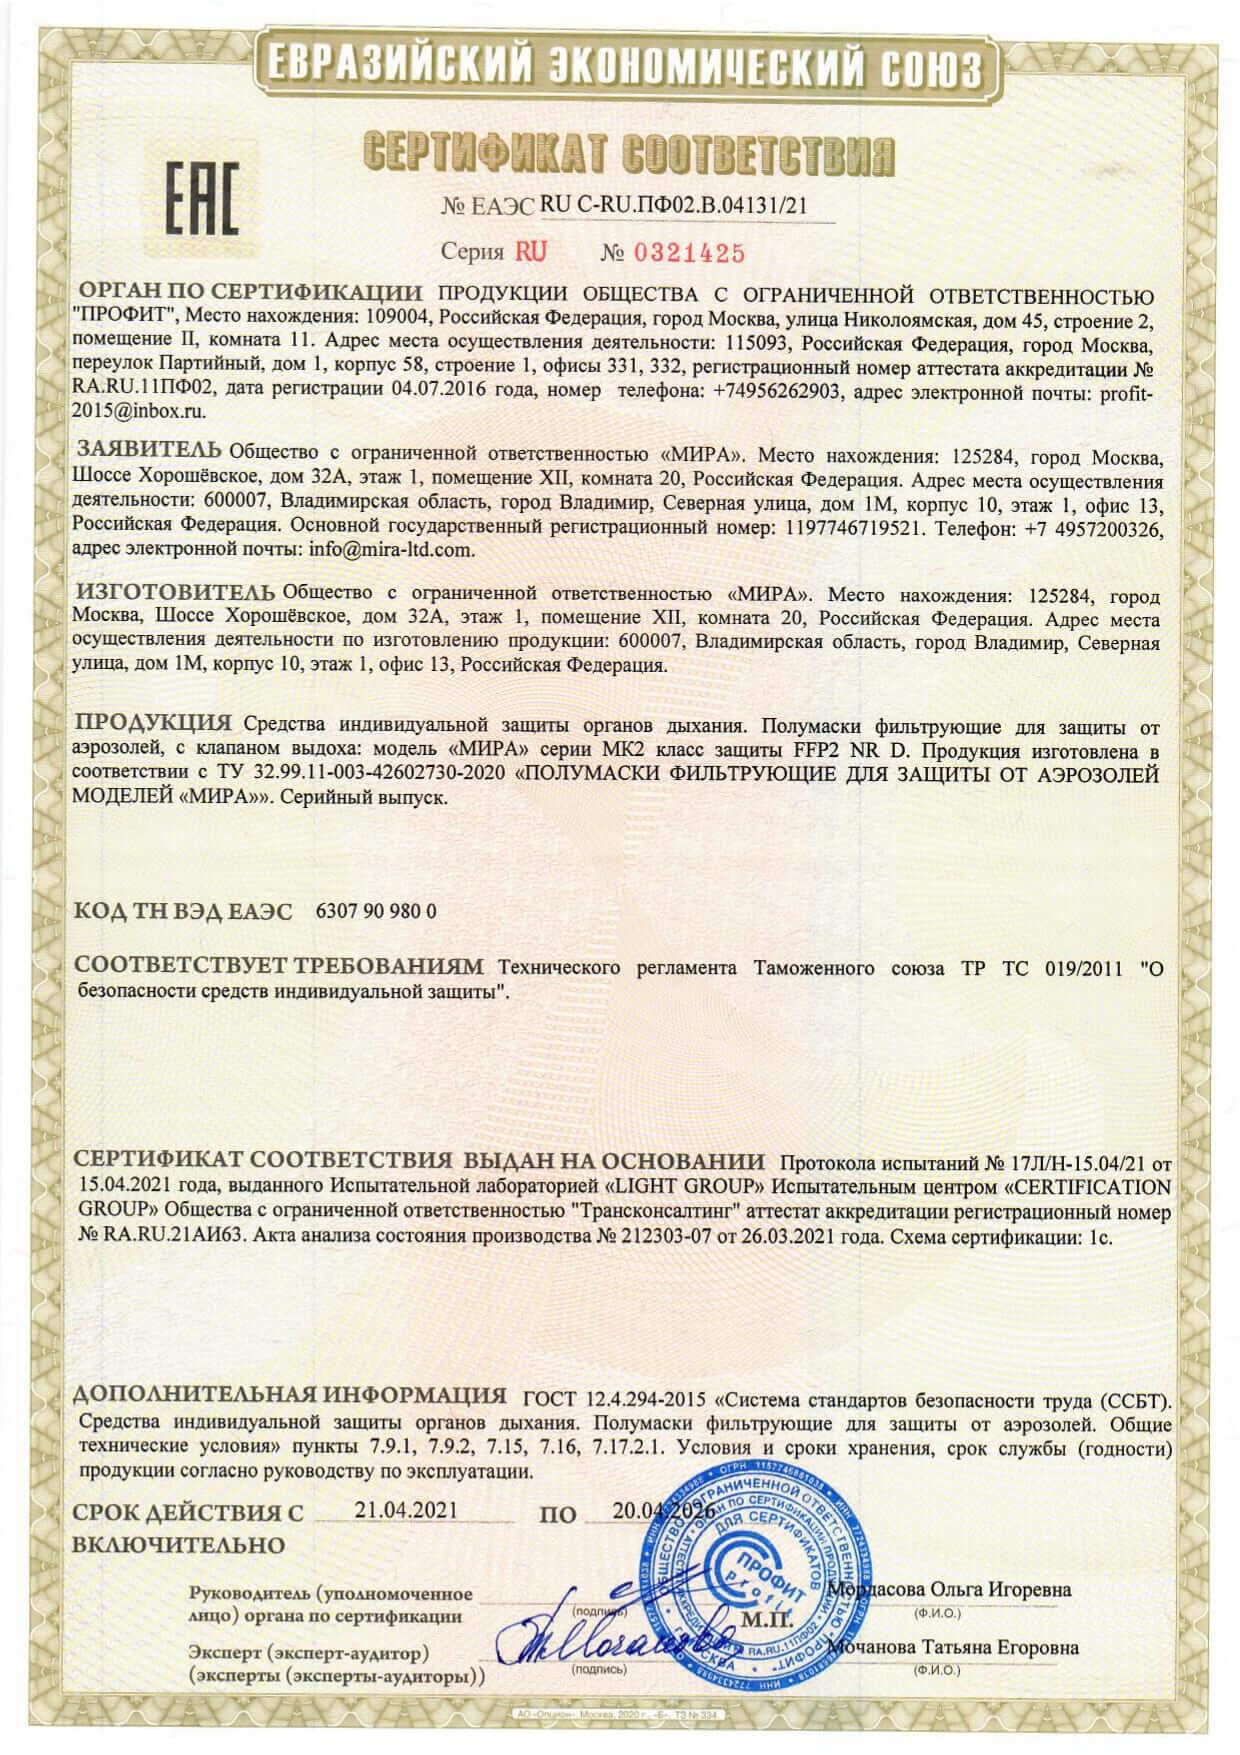 ЕВРАЗИЙСКИЙ ЭКОНОМИЧЕСКИЙ СОЮЗ
СЕРТИФИКАТ СООТВЕТСТВИЯ
EAC
№ ЕАЭС RU C-RU.ПФ02.В.04131/21
Серия RU № 0321425
ОРГАН ПО СЕРТИФИКАЦИИ ПРОДУКЦИИ ОБЩЕСТВА С ОГРАНИЧЕННОЙ ОТВЕТСТВЕННОСТЬЮ
"ПРОФИТ", Место нахождения: 109004, Российская Федерация, город Москва, улица Николоямская, дом 45, строение 2,
помещение II, комната 11. Адрес места осуществления деятельности: 115093, Российская Федерация, город Москва,
переулок Партийный, дом 1, корпус 58, строение 1, офисы 331, 332, регистрационный номер аттестата аккредитации №
RA.RU.11ПФ02, дата регистрации 04.07.2016 года, номер телефона: +74956262903, адрес электронной почты: profit-
2015@inbox.ru.
ЗАЯВИТЕЛЬ Общество с ограниченной ответственностью «МИРА». Место нахождения: 125284, город Москва,
Шоссе Хорошёвское, дом 32А, этаж 1, помещение XII, комната 20, Российская Федерация. Адрес места осуществления
деятельности: 600007, Владимирская область, город Владимир, Северная улица, дом 1М, корпус 10, этаж 1, офис 13,
Российская Федерация. Основной государственный регистрационный номер: 1197746719521. Телефон: +7 4957200326,
адрес электронной почты: info@mira-ltd.com.
ИЗГОТОВИТЕЛЬ Общество с ограниченной ответственностью «МИРА». Место нахождения: 125284, город
Москва, Шоссе Хорошёвское, дом 32А, этаж 1, помещение XII, комната 20, Российская Федерация. Адрес места
осуществления деятельности по изготовлению продукции: 600007, Владимирская область, город Владимир, Северная
улица, дом 1М, корпус 10, этаж 1, офис 13, Российская Федерация.
ПРОДУКЦИЯ Средства индивидуальной защиты органов дыхания. Полумаски фильтрующие для защиты от
аэрозолей, с клапаном выдоха: модель «МИРА» серии МК2 класс защиты FFP2 NR D. Продукция изготовлена в
соответствии с ТУ 32.99.11-003-42602730-2020 «ПОЛУМАСКИ ФИЛЬТРУЮЩИЕ ДЛЯ ЗАЩИТЫ ОТ АЭРОЗОЛЕЙ
МОДЕЛЕЙ «МИРА»». Серийный выпуск.
КОД ТН ВЭД ЕАЭС 6307 90 980 0
СООТВЕТСТВУЕТ ТРЕБОВАНИЯМ Технического регламента Таможенного союза ТР ТС 019/2011 "О
безопасности средств индивидуальной защиты".
СЕРТИФИКАТ СООТВЕТСТВИЯ ВЫДАН НА ОСНОВАНИИ Протокола испытаний № 17Л/Н-15.04/21 от
15.04.2021 года, выданного Испытательной лабораторией «LIGHT GROUP» Испытательным центром «CERTIFICATION
GROUP» Общества с ограниченной ответственностью "Трансконсалтинг" аттестат аккредитации регистрационный номер
№ RA.RU.21АИ63. Акта анализа состояния производства № 212303-07 от 26.03.2021 года. Схема сертификации: 1с.
ДОПОЛНИТЕЛЬНАЯ ИНФОРМАЦИЯ ГОСТ 12.4.294-2015 «Система стандартов безопасности труда (ССБТ).
Средства индивидуальной защиты органов дыхания. Полумаски фильтрующие для защиты от аэрозолей. Общие
технические условия» пункты 7.9.1, 7.9.2, 7.15, 7.16, 7.17.2.1. Условия и сроки хранения, срок службы (годности)
продукции согласно руководству по эксплуатации.
СРОК ДЕЙСТВИЯ С 21.04.2021 ПО 20.04.2026
ВКЛЮЧИТЕЛЬНО
Руководитель (уполномоченное
лицо) органа по сертификации
(подпись)
М.П.
Мордасова Ольга Игоревна
(Ф.И.О.)
Эксперт (эксперт-аудитор)
(эксперты (эксперты-аудиторы))
(подпись)
Мочанова Татьяна Егоровна
(Ф.И.О.)
ДЛЯ СЕРТИФИКАТОВ
ПРОФИТ
Profit
АО «Опцион», Москва, 2020 г., «Б». ТЗ № 334.